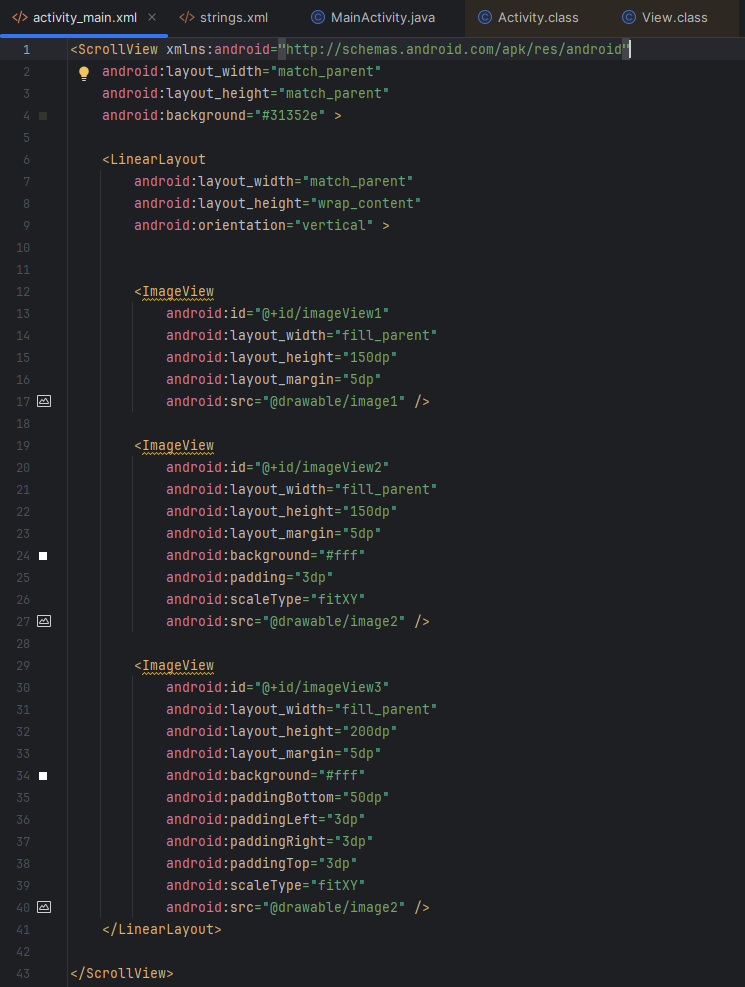 activity_main.xml × strings.xml MainActivity.java Activity.class View.class
1 <ScrollView xmlns:android="http://schemas.android.com/apk/res/android"
2 android:layout_width="match_parent"
3 android:layout_height="match_parent"
4 android:background="#31352e" >
5
6 <LinearLayout
7 android:layout_width="match_parent"
8 android:layout_height="wrap_content"
9 android:orientation="vertical" >
10
11
12 <ImageView
13 android:id="@+id/imageView1"
14 android:layout_width="fill_parent"
15 android:layout_height="150dp"
16 android:layout_margin="5dp"
17 android:src="@drawable/image1" />
18
19 <ImageView
20 android:id="@+id/imageView2"
21 android:layout_width="fill_parent"
22 android:layout_height="150dp"
23 android:layout_margin="5dp"
24 android:background="#fff"
25 android:padding="3dp"
26 android:scaleType="fitXY"
27 android:src="@drawable/image2" />
28
29 <ImageView
30 android:id="@+id/imageView3"
31 android:layout_width="fill_parent"
32 android:layout_height="200dp"
33 android:layout_margin="5dp"
34 android:background="#fff"
35 android:paddingBottom="50dp"
36 android:paddingLeft="3dp"
37 android:paddingRight="3dp"
38 android:paddingTop="3dp"
39 android:scaleType="fitXY"
40 android:src="@drawable/image2" />
41 </LinearLayout>
42
43 </ScrollView>